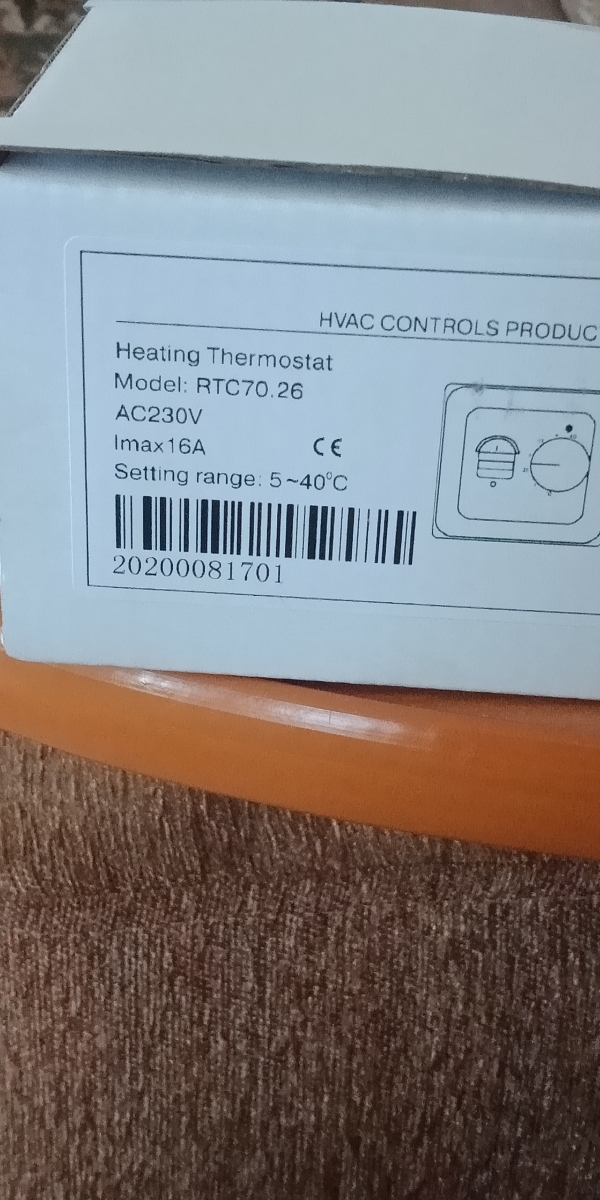 HVAC CONTROLS PRODUC
Heating Thermostat
Model: RTC70.26
AC230V
Imax16A CE
Setting range: 5~40°C
20200081701